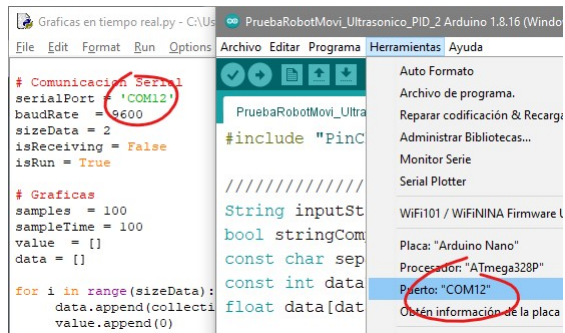 Graficas en tiempo real.py - C:\Us
File Edit Format Run Options
# Comunicación Serial
serialPort = 'COM12'
baudRate = 9600
sizeData = 2
isReceiving = False
isRun = True
# Graficas
samples = 100
sampleTime = 100
value = []
data = []
for i in range(sizeData):
data.append(collecti
value.append(0)
PruebaRobotMovi_Ultrasonico_PID_2 Arduino 1.8.16 (Windo
Archivo Editar Programa Herramientas Ayuda
PruebaRobotMovi_Ultra
#include "PinC
//////////////
String inputSt
bool stringCom
const char sep
const int data
float data[dat
Auto Formato
Archivo de programa.
Reparar codificación & Recarga
Administrar Bibliotecas...
Monitor Serie
Serial Plotter
WiFi101 / WiFiNINA Firmware U
Placa: "Arduino Nano"
Procesador: "ATmega328P"
Puerto: "COM12"
Obtén información de la placa